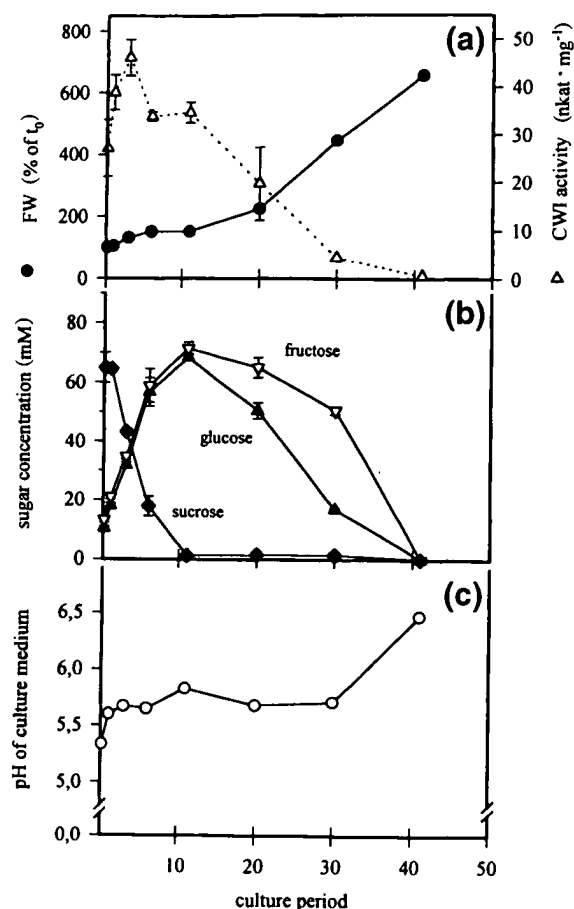 (a)
800
600
400
200
0
FW (% of t₀)
50
40
30
20
10
0
CWI activity (nkat · mg⁻¹)
(b)
80
60
40
20
0
sugar concentration (mM)
fructose
glucose
sucrose
(c)
6,5
6,0
5,5
5,0
0,0
pH of culture medium
10
20
30
40
50
culture period